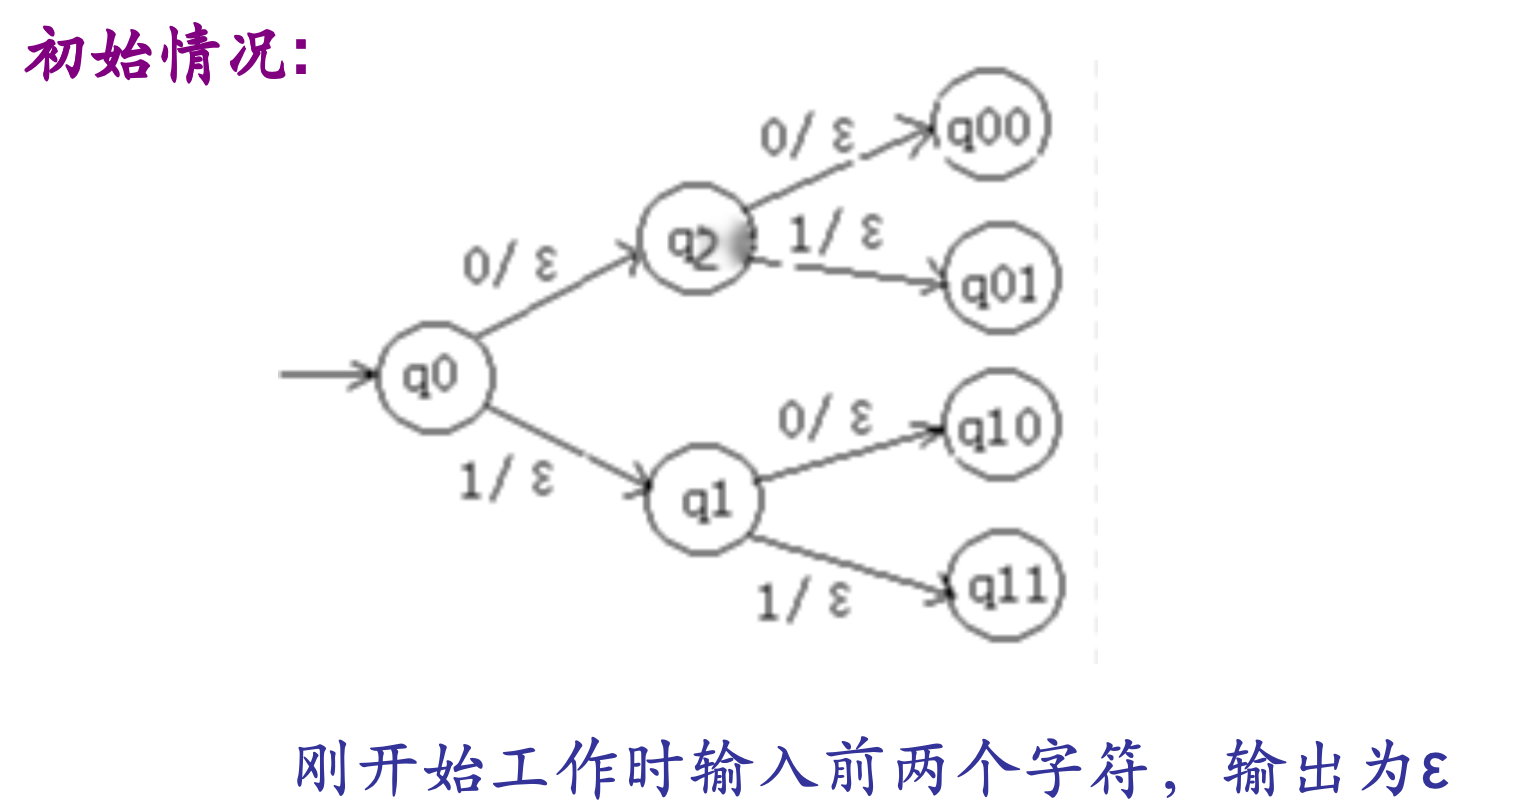 初始情况:
0/ ε
q00
q2
1/ ε
q01
0/ ε
q0
1/ ε
0/ ε
q10
q1
1/ ε
q11
刚开始工作时输入前两个字符，输出为ε